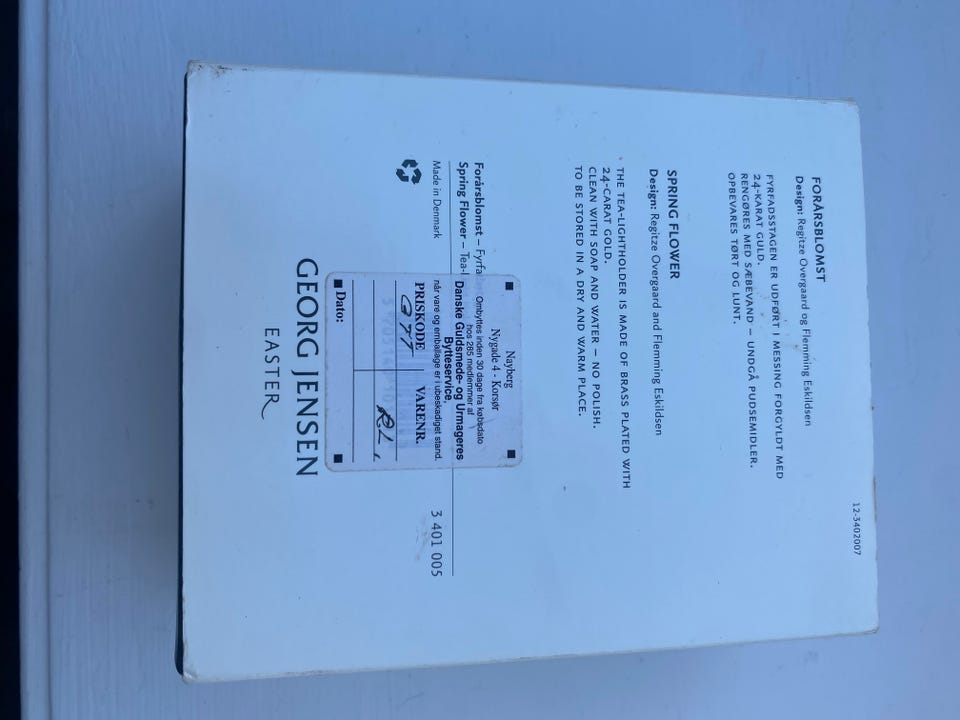 12-3402007
FORÅRSBLOMST
Design: Regitze Overgaard og Flemming Eskildsen
FYRFADSSTAGEN ER UDFØRT I MESSING FORGYLDT MED
24-KARAT GULD.
RENGØRES MED SÆBEVAND – UNDGÅ PUDSEMIDLER.
OPBEVARES TØRT OG LUNT.
SPRING FLOWER
Design: Regitze Overgaard and Flemming Eskildsen
THE TEA-LIGHTHOLDER IS MADE OF BRASS PLATED WITH
24-CARAT GOLD.
CLEAN WITH SOAP AND WATER – NO POLISH.
TO BE STORED IN A DRY AND WARM PLACE.
Forårsblomst – Fyrfa
Spring Flower – Tea-l
Made in Denmark
3 401 005
Nayberg
Nygade 4 - Korsør
Ombyttes inden 30 dage fra købsdato
hos 285 medlemmer af
Danske Guldsmede- og Urmageres
Bytteservice,
når vare og emballage er i ubeskadiget stand.
PRISKODE VARENR.
Dato:
GEORG JENSEN
EASTER